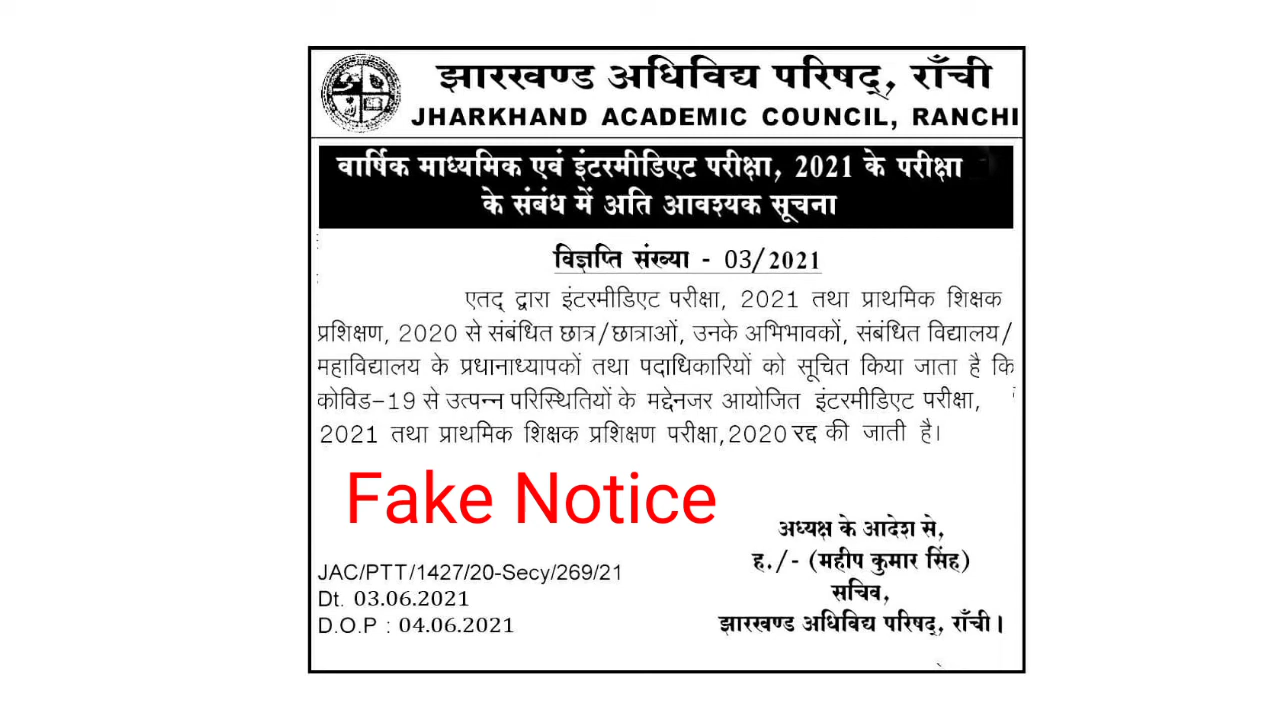 झारखण्ड अधिविद्य परिषद्, राँची
JHARKHAND ACADEMIC COUNCIL, RANCHI
वार्षिक माध्यमिक एवं इंटरमीडिएट परीक्षा, 2021 के परीक्षा
के संबंध में अति आवश्यक सूचना
विज्ञप्ति संख्या - 03/2021
एतद् द्वारा इंटरमीडिएट परीक्षा, 2021 तथा प्राथमिक शिक्षक
प्रशिक्षण, 2020 से संबंधित छात्र/छात्राओं, उनके अभिभावकों, संबंधित विद्यालय/
महाविद्यालय के प्रधानाध्यापकों तथा पदाधिकारियों को सूचित किया जाता है कि
कोविड-19 से उत्पन्न परिस्थितियों के मद्देनजर आयोजित इंटरमीडिएट परीक्षा,
2021 तथा प्राथमिक शिक्षक प्रशिक्षण परीक्षा,2020 रद्द की जाती है।
Fake Notice
अध्यक्ष के आदेश से,
ह./- (महीप कुमार सिंह)
सचिव,
झारखण्ड अधिविद्य परिषद्, राँची।
JAC/PTT/1427/20-Secy/269/21
Dt. 03.06.2021
D.O.P : 04.06.2021